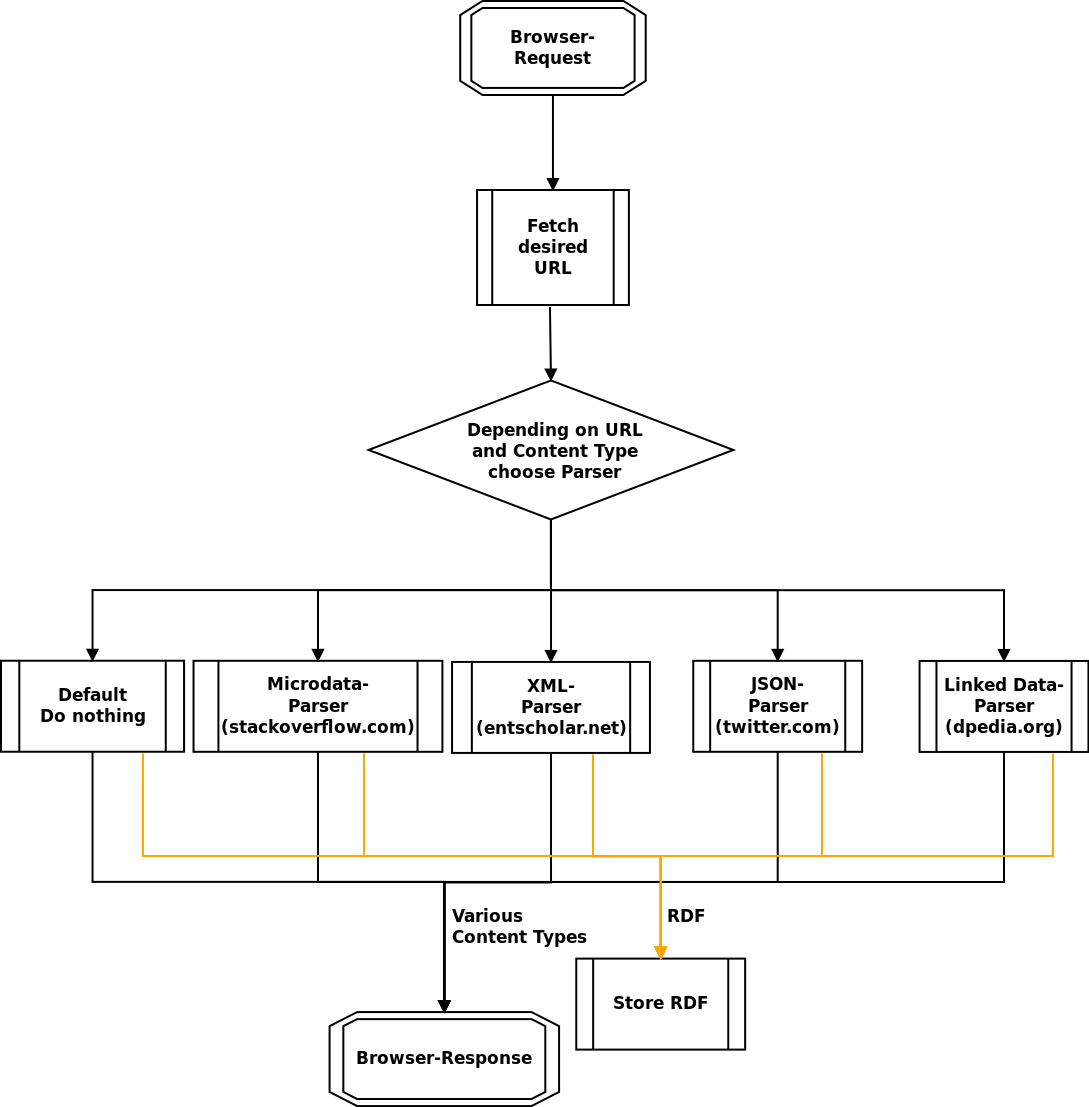 Browser-
Request
Fetch
desired
URL
Depending on URL
and Content Type
choose Parser
Default
Do nothing
Microdata-
Parser
(stackoverflow.com)
XML-
Parser
(entscholar.net)
JSON-
Parser
(twitter.com)
Linked Data-
Parser
(dpedia.org)
Various
Content Types
RDF
Store RDF
Browser-Response